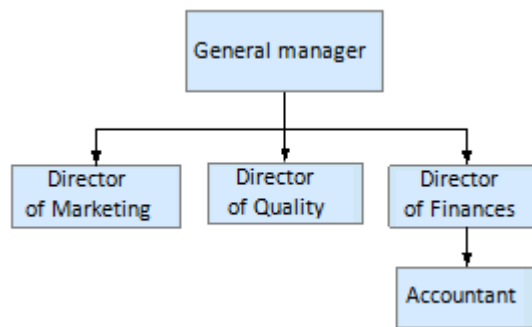 General manager
Director
of Marketing
Director
of Quality
Director
of Finances
Accountant